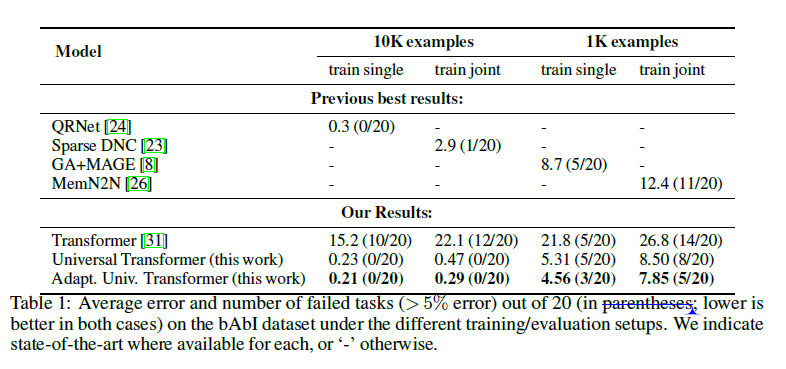 Model 10K examples 1K examples
train single train joint train single train joint
Previous best results:
QRNet [24] 0.3 (0/20) - - -
Sparse DNC [23] - 2.9 (1/20) - -
GA+MAGE [8] - - 8.7 (5/20) -
MemN2N [26] - - - 12.4 (11/20)
Our Results:
Transformer [31] 15.2 (10/20) 22.1 (12/20) 21.8 (5/20) 26.8 (14/20)
Universal Transformer (this work) 0.23 (0/20) 0.47 (0/20) 5.31 (5/20) 8.50 (8/20)
Adapt. Univ. Transformer (this work) 0.21 (0/20) 0.29 (0/20) 4.56 (3/20) 7.85 (5/20)
Table 1: Average error and number of failed tasks (> 5% error) out of 20 (in parentheses; lower is
better in both cases) on the bAbI dataset under the different training/evaluation setups. We indicate
state-of-the-art where available for each, or ‘-’ otherwise.